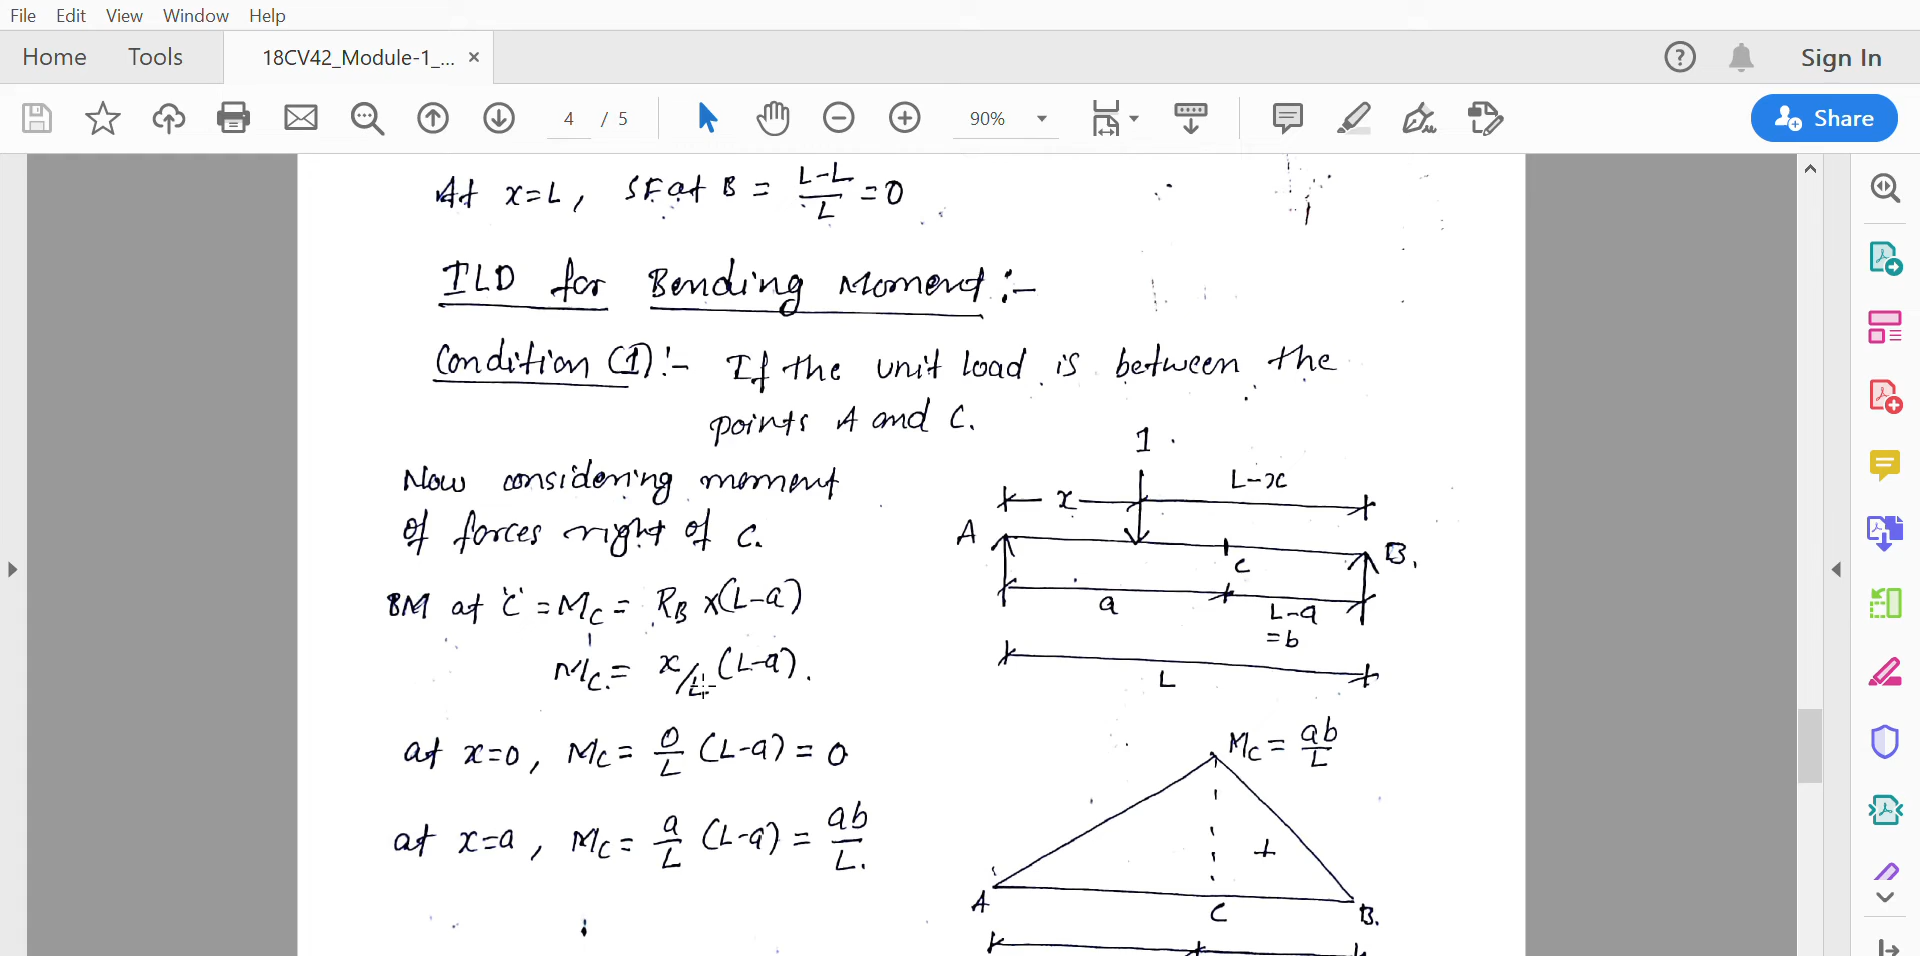 File Edit View Window Help
Home Tools 18CV42_Module-1_... × Sign In
4 / 5 90% Share
At x=L, SF at B = (L-L)/L = 0
ILD for Bending Moment :-
Condition (I) :- If the unit load is between the
points A and C.
Now considering moment
of forces right of C.
BM at 'C' = Mc = RB x(L-a)
Mc = x/L (L-a).
at x=0, Mc = 0/L (L-a) = 0
at x=a, Mc = a/L (L-a) = ab/L.
1
x L-x
A B.
C
a L-a
=b
L
Mc = ab/L
+
A C B.